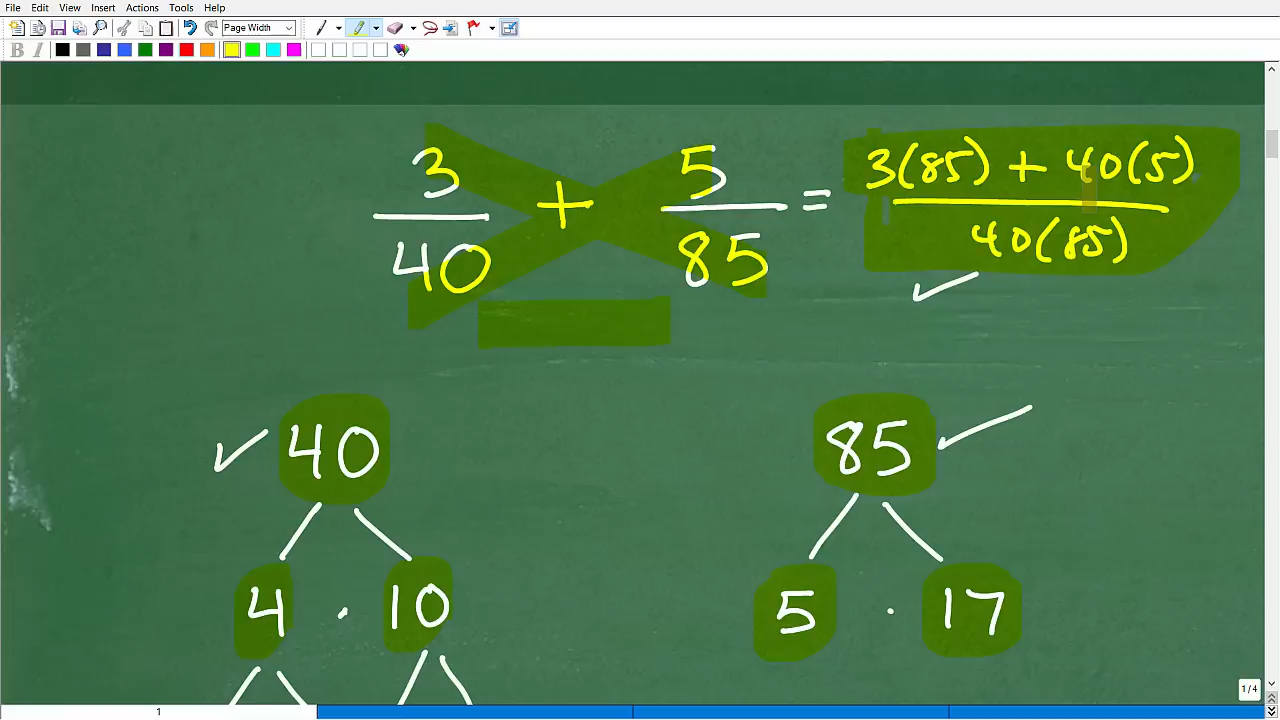 File Edit View Insert Actions Tools Help
Page Width
B I
3/40 + 5/85 = 3(85) + 40(5)/40(85)
40 85
4 · 10 5 · 17
1/4
1